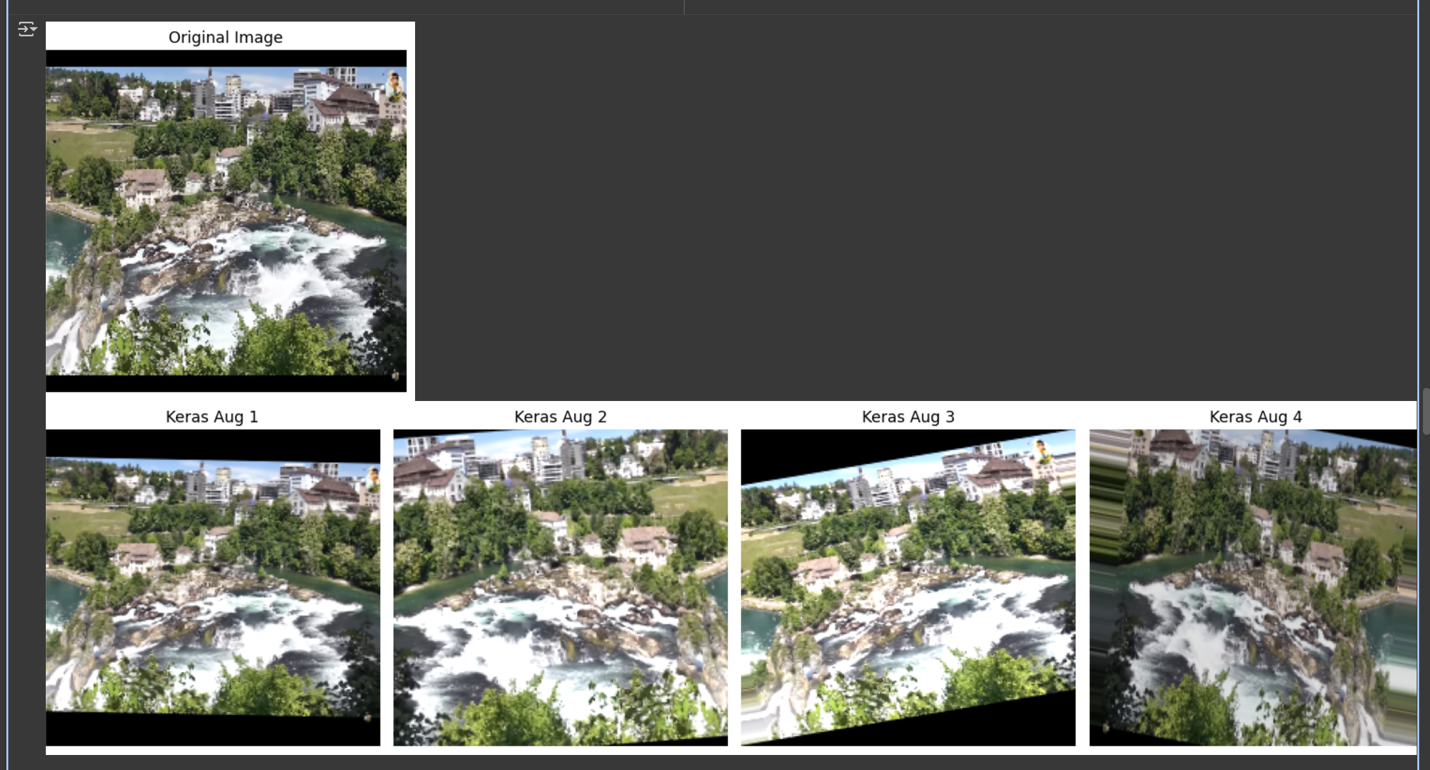 Original Image
Keras Aug 1
Keras Aug 2
Keras Aug 3
Keras Aug 4